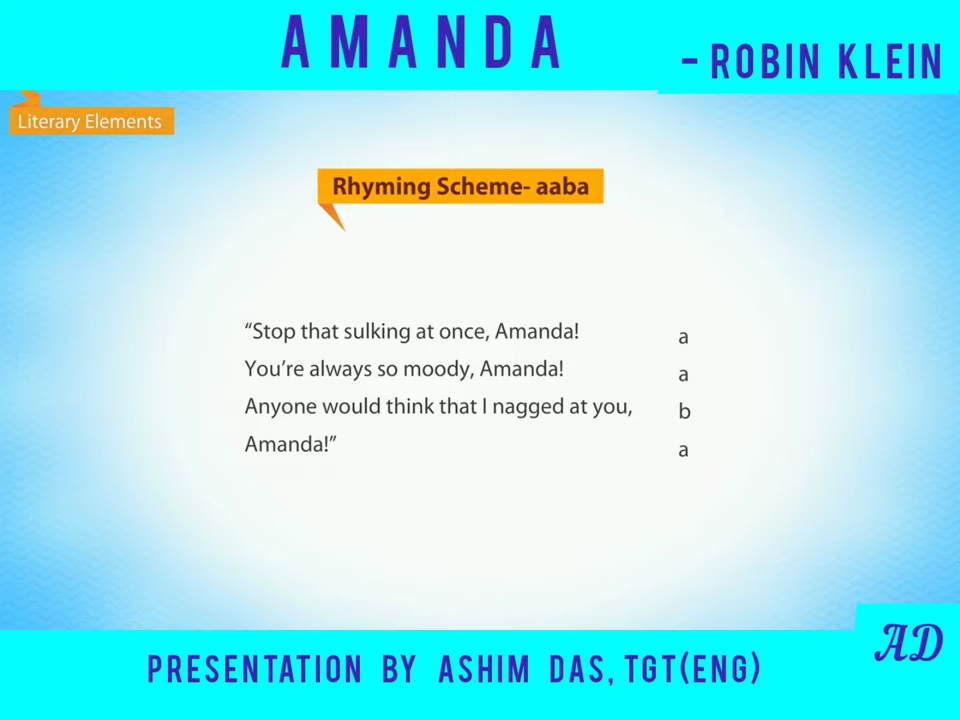 AMANDA
- ROBIN KLEIN
Literary Elements
Rhyming Scheme- aaba
“Stop that sulking at once, Amanda! a
You’re always so moody, Amanda! a
Anyone would think that I nagged at you, b
Amanda!” a
AD
PRESENTATION BY ASHIM DAS, TGT(ENG)